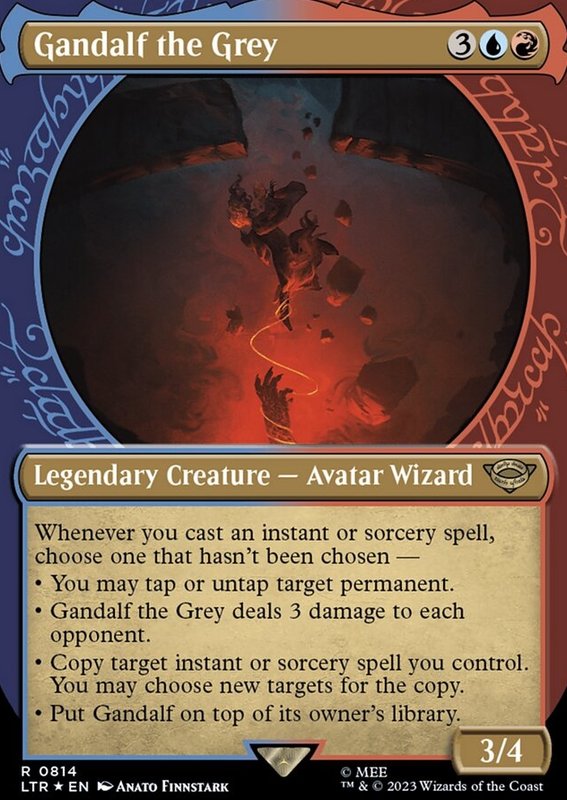 Gandalf the Grey
3
Legendary Creature — Avatar Wizard
Whenever you cast an instant or sorcery spell,
choose one that hasn't been chosen —
• You may tap or untap target permanent.
• Gandalf the Grey deals 3 damage to each
opponent.
• Copy target instant or sorcery spell you control.
You may choose new targets for the copy.
• Put Gandalf on top of its owner's library.
3/4
R 0814
LTR ★ EN ANATO FINNSTARK
© MEE
™ & © 2023 Wizards of the Coast